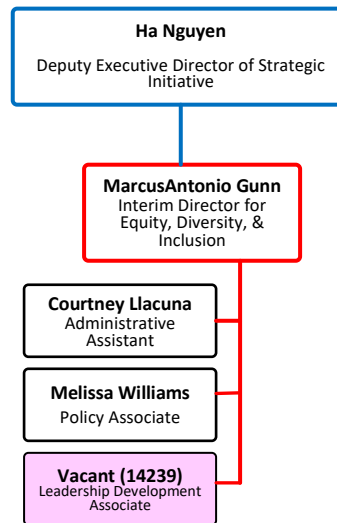 Ha Nguyen
Deputy Executive Director of Strategic
Initiative
MarcusAntonio Gunn
Interim Director for
Equity, Diversity, &
Inclusion
Courtney Llacuna
Administrative
Assistant
Melissa Williams
Policy Associate
Vacant (14239)
Leadership Development
Associate